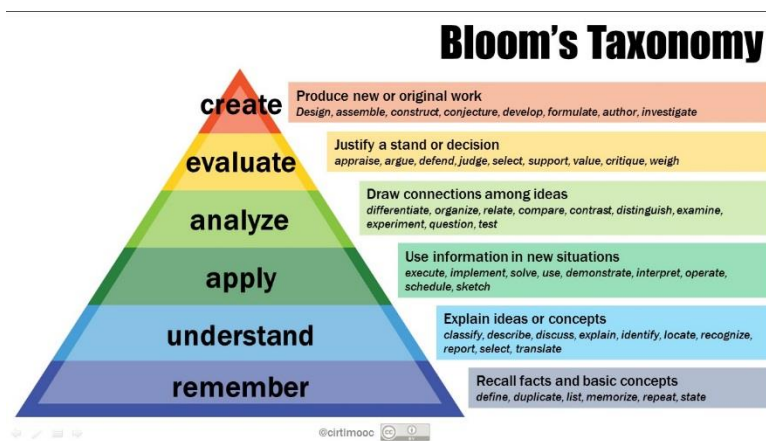 Bloom's Taxonomy
create
Produce new or original work
Design, assemble, construct, conjecture, develop, formulate, author, investigate
evaluate
Justify a stand or decision
appraise, argue, defend, judge, select, support, value, critique, weigh
analyze
Draw connections among ideas
differentiate, organize, relate, compare, contrast, distinguish, examine,
experiment, question, test
apply
Use information in new situations
execute, implement, solve, use, demonstrate, interpret, operate,
schedule, sketch
understand
Explain ideas or concepts
classify, describe, discuss, explain, identify, locate, recognize,
report, select, translate
remember
Recall facts and basic concepts
define, duplicate, list, memorize, repeat, state
@cirtlmooc